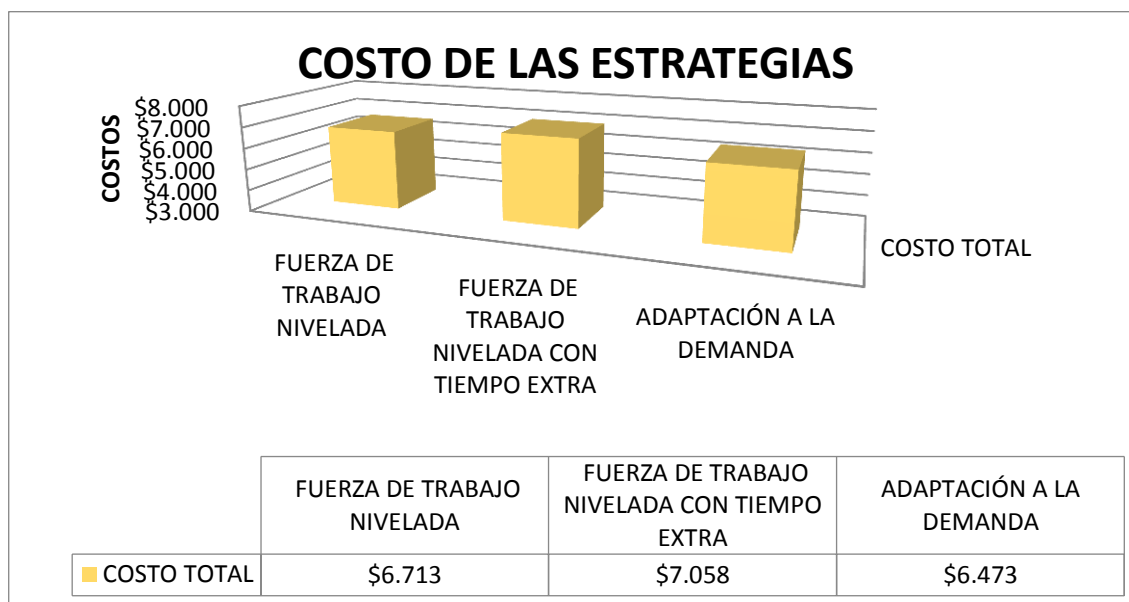 COSTO DE LAS ESTRATEGIAS
COSTOS
$8.000
$7.000
$6.000
$5.000
$4.000
$3.000
COSTO TOTAL
FUERZA DE
TRABAJO
NIVELADA
FUERZA DE
TRABAJO
NIVELADA CON
TIEMPO EXTRA
ADAPTACIÓN A LA
DEMANDA
FUERZA DE TRABAJO
NIVELADA
FUERZA DE TRABAJO
NIVELADA CON TIEMPO
EXTRA
ADAPTACIÓN A LA
DEMANDA
COSTO TOTAL
$6.713
$7.058
$6.473